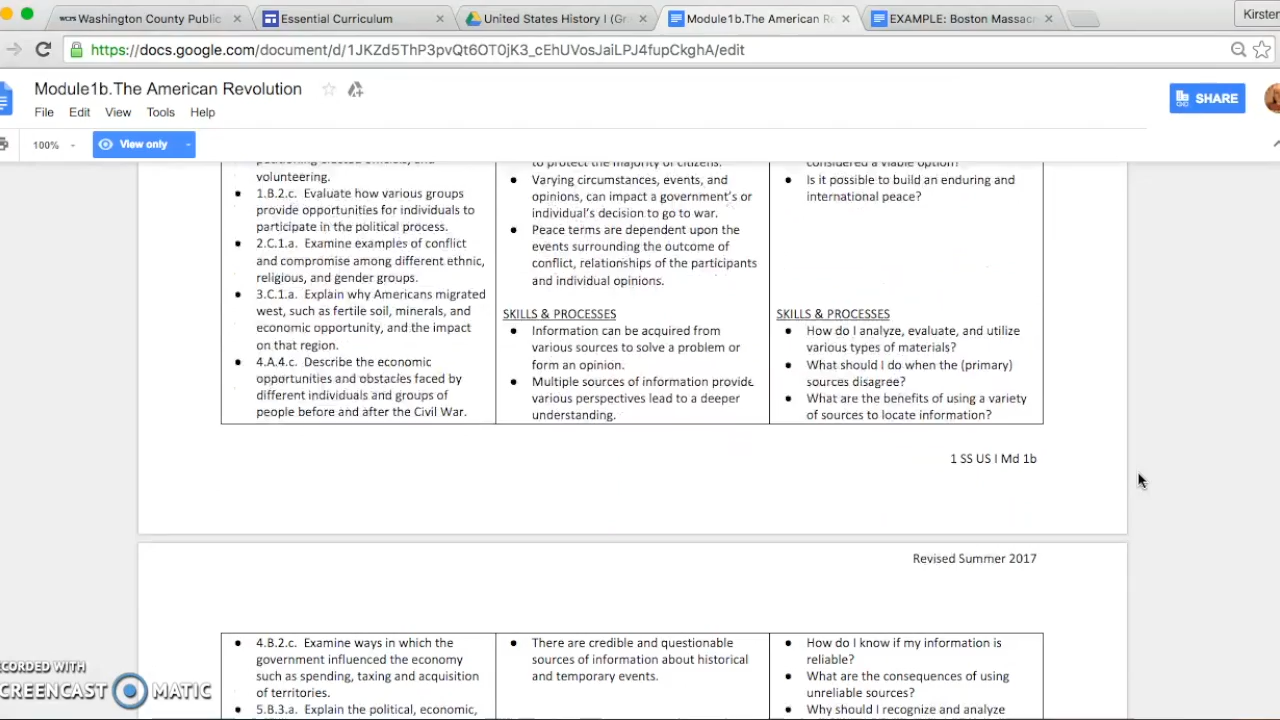 WCPS Washington County Public
Essential Curriculum
United States History I (Gr
Module1b.The American Re
EXAMPLE: Boston Massacr
Kirsten
https://docs.google.com/document/d/1JKZd5ThP3pvQt6OT0jK3_cEhUVosJaiLPJ4fupCkghA/edit
Module1b.The American Revolution
SHARE
File Edit View Tools Help
100%
View only
positioning elected officials, and
volunteering.
1.B.2.c. Evaluate how various groups
provide opportunities for individuals to
participate in the political process.
2.C.1.a. Examine examples of conflict
and compromise among different ethnic,
religious, and gender groups.
3.C.1.a. Explain why Americans migrated
west, such as fertile soil, minerals, and
economic opportunity, and the impact
on that region.
4.A.4.c. Describe the economic
opportunities and obstacles faced by
different individuals and groups of
people before and after the Civil War.
to protect the majority of citizens.
Varying circumstances, events, and
opinions, can impact a government's or
individual's decision to go to war.
Peace terms are dependent upon the
events surrounding the outcome of
conflict, relationships of the participants
and individual opinions.
SKILLS & PROCESSES
Information can be acquired from
various sources to solve a problem or
form an opinion.
Multiple sources of information provide
various perspectives lead to a deeper
understanding.
considered a viable option?
Is it possible to build an enduring and
international peace?
SKILLS & PROCESSES
How do I analyze, evaluate, and utilize
various types of materials?
What should I do when the (primary)
sources disagree?
What are the benefits of using a variety
of sources to locate information?
1 SS US I Md 1b
Revised Summer 2017
4.B.2.c. Examine ways in which the
government influenced the economy
such as spending, taxing and acquisition
of territories.
5.B.3.a. Explain the political, economic,
There are credible and questionable
sources of information about historical
and temporary events.
How do I know if my information is
reliable?
What are the consequences of using
unreliable sources?
Why should I recognize and analyze
ECORDED WITH
CREENCAST MATIC